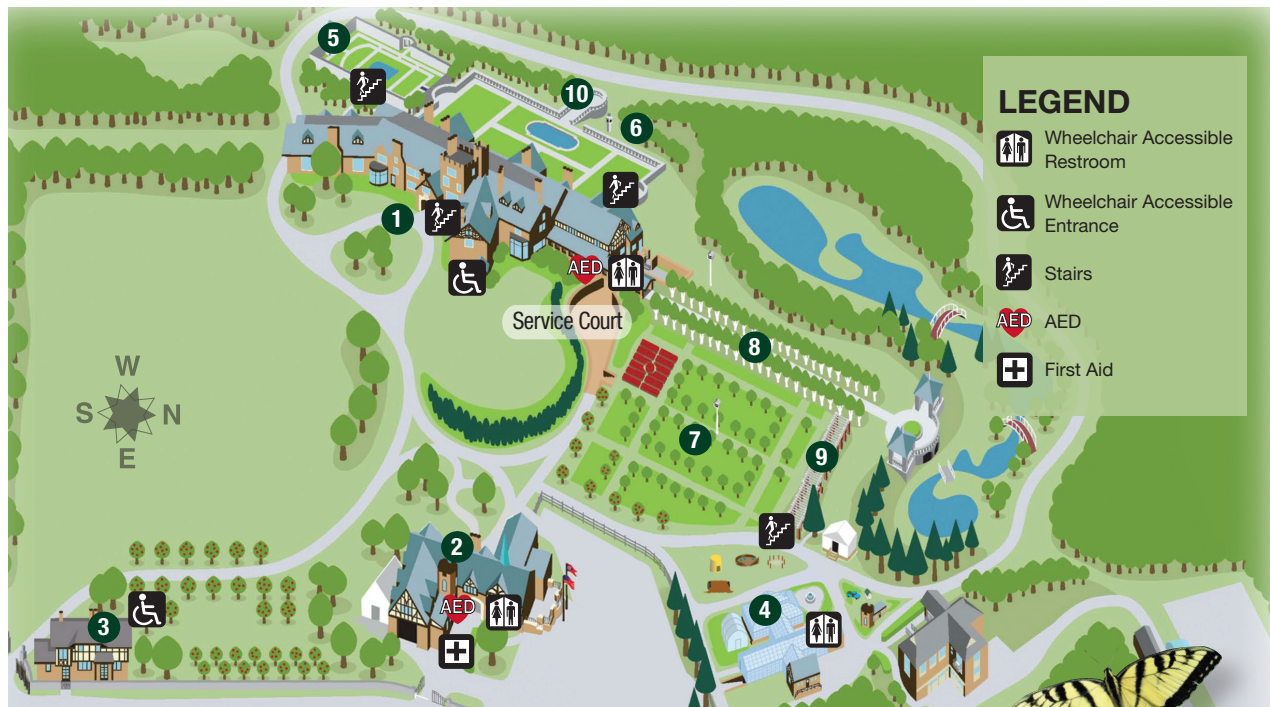 5
10
6
LEGEND
Wheelchair Accessible
Restroom
Wheelchair Accessible
Entrance
Stairs
AED AED
First Aid
1
AED
Service Court
8
W
S N
E
7
9
2
AED
3
4